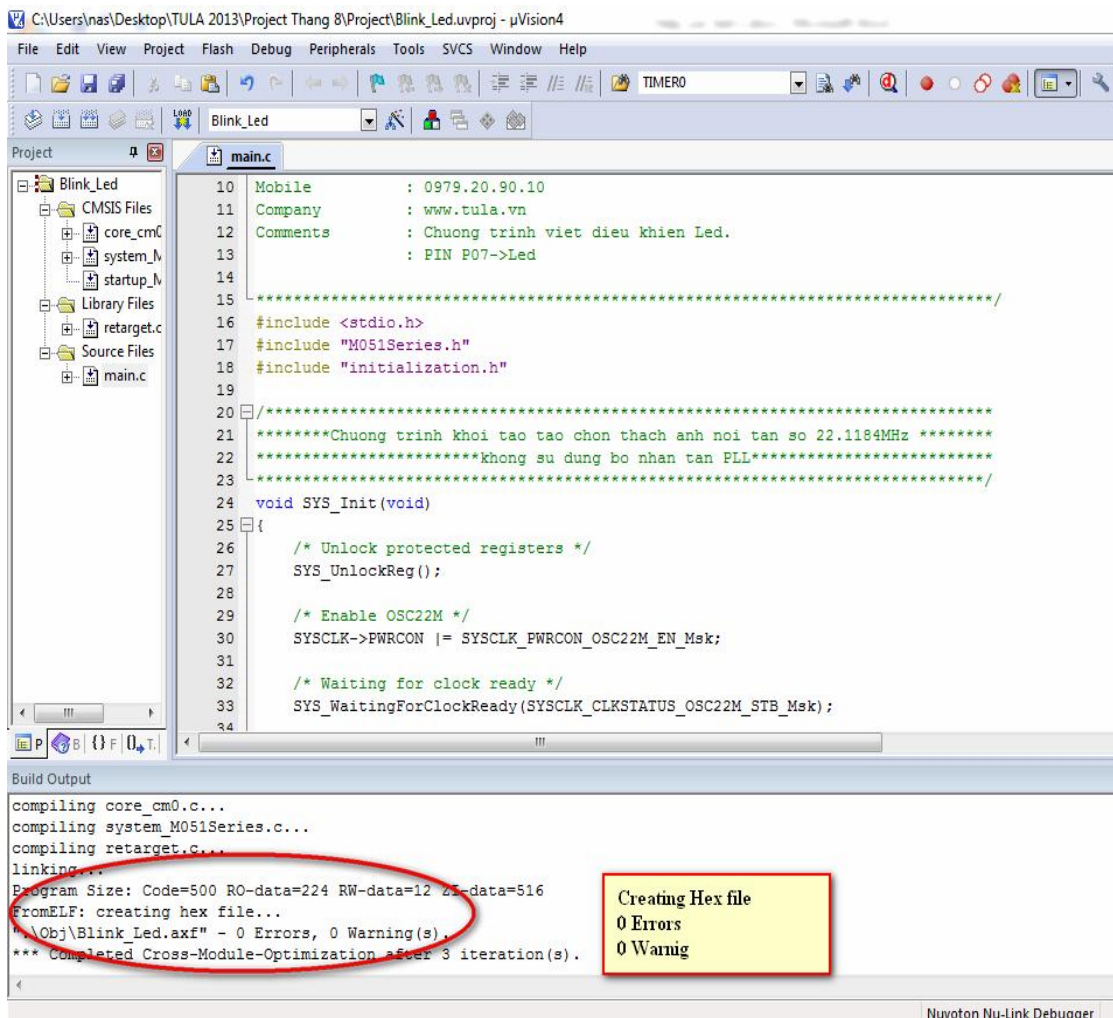 C:\Users\nas\Desktop\TULA 2013\Project Thang 8\Project\Blink_Led.uvproj - µVision4
File Edit View Project Flash Debug Peripherals Tools SVCS Window Help
TIMER0
LOAD Blink_Led
Project
main.c
Blink_Led
CMSIS Files
core_cm0
system_M
startup_M
Library Files
retarget.c
Source Files
main.c
10 Mobile : 0979.20.90.10
11 Company : www.tula.vn
12 Comments : Chuong trinh viet dieu khien Led.
13 : PIN P07->Led
14
15 *******************************************************************************/
16 #include <stdio.h>
17 #include "M051Series.h"
18 #include "initialization.h"
19
20 /******************************************************************************
21 ********Chuong trinh khoi tao tao chon thach anh noi tan so 22.1184MHz ********
22 ************************khong su dung bo nhan tan PLL**************************
23 ******************************************************************************/
24 void SYS_Init(void)
25 {
26 /* Unlock protected registers */
27 SYS_UnlockReg();
28
29 /* Enable OSC22M */
30 SYSCLK->PWRCON |= SYSCLK_PWRCON_OSC22M_EN_Msk;
31
32 /* Waiting for clock ready */
33 SYS_WaitingForClockReady(SYSCLK_CLKSTATUS_OSC22M_STB_Msk);
34
P B {} F 0 T.
Build Output
compiling core_cm0.c...
compiling system_M051Series.c...
compiling retarget.c...
linking...
Program Size: Code=500 RO-data=224 RW-data=12 ZI-data=516
FromELF: creating hex file...
".\Obj\Blink_Led.axf" - 0 Errors, 0 Warning(s).
*** Completed Cross-Module-Optimization after 3 iteration(s).
Creating Hex file
0 Errors
0 Warnig
Nuvoton Nu-Link Debugger